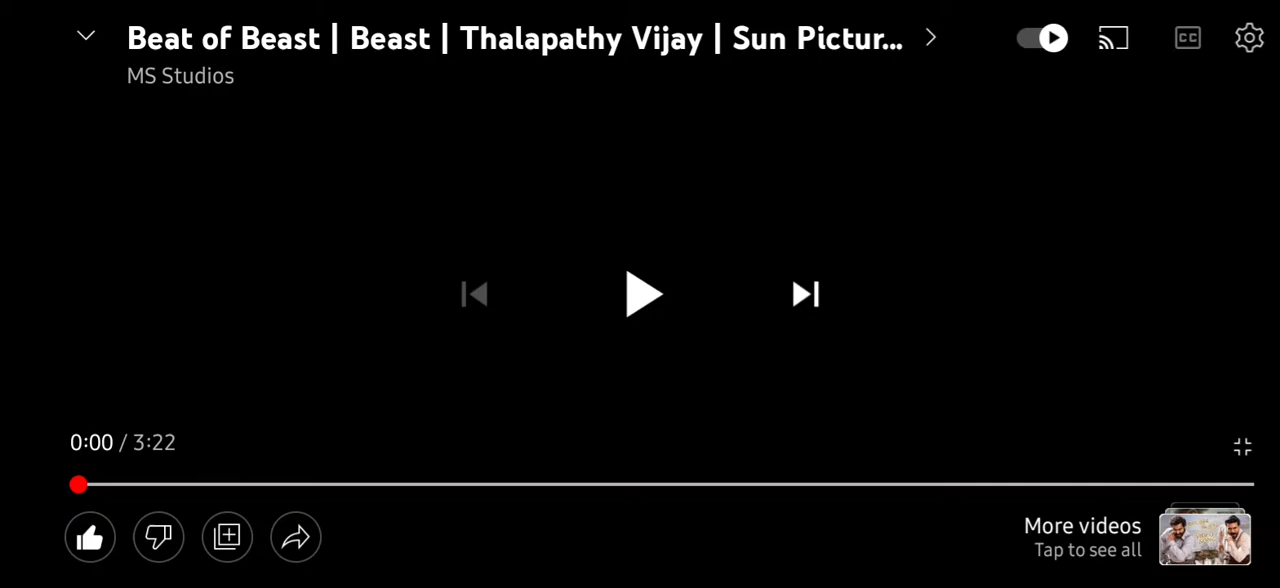 Beat of Beast | Beast | Thalapathy Vijay | Sun Pictur...
MS Studios
CC
0:00 / 3:22
More videos
Tap to see all